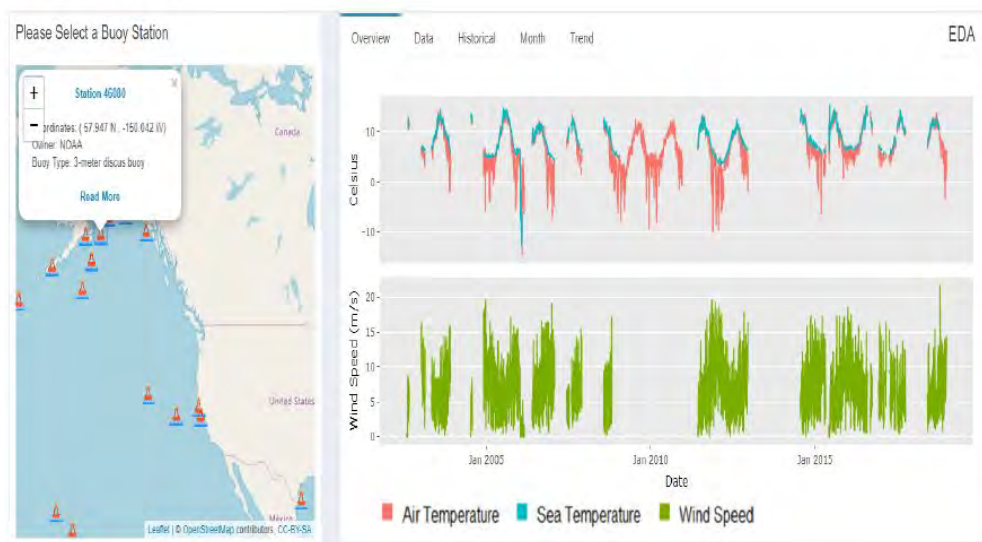 Please Select a Buoy Station
+
−
Station 46080
ordinates: ( 57.947 N , -150.042 W)
Owner: NOAA
Buoy Type: 3-meter discus buoy
Read More
Canada
United States
México
Leaflet | © OpenStreetMap contributors, CC-BY-SA
Overview Data Historical Month Trend
EDA
Celsius
10
0
-10
Wind Speed (m/s)
20
15
10
5
0
Jan 2005 Jan 2010 Jan 2015
Date
Air Temperature Sea Temperature Wind Speed